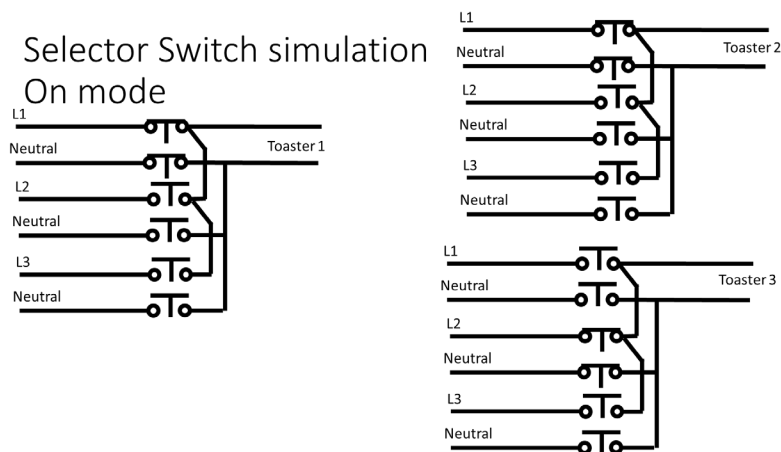 Selector Switch simulation
On mode
L1
Neutral
Toaster 1
L2
Neutral
L3
Neutral
L1
Toaster 2
Neutral
L2
Neutral
L3
Neutral
L1
Toaster 3
Neutral
L2
Neutral
L3
Neutral